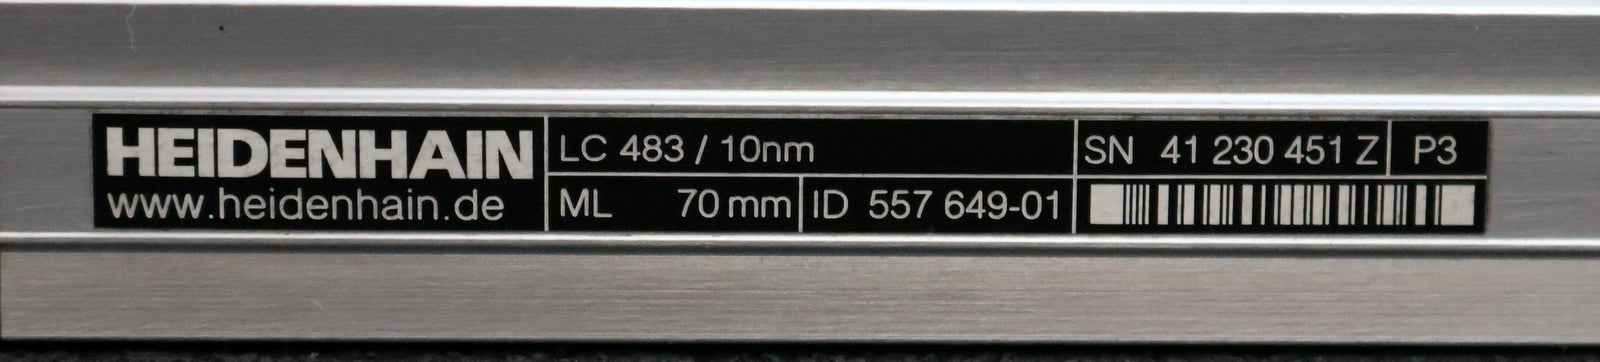 HEIDENHAIN
www.heidenhain.de
LC 483 / 10nm
ML 70 mm
ID 557 649-01
SN 41 230 451 Z
P3